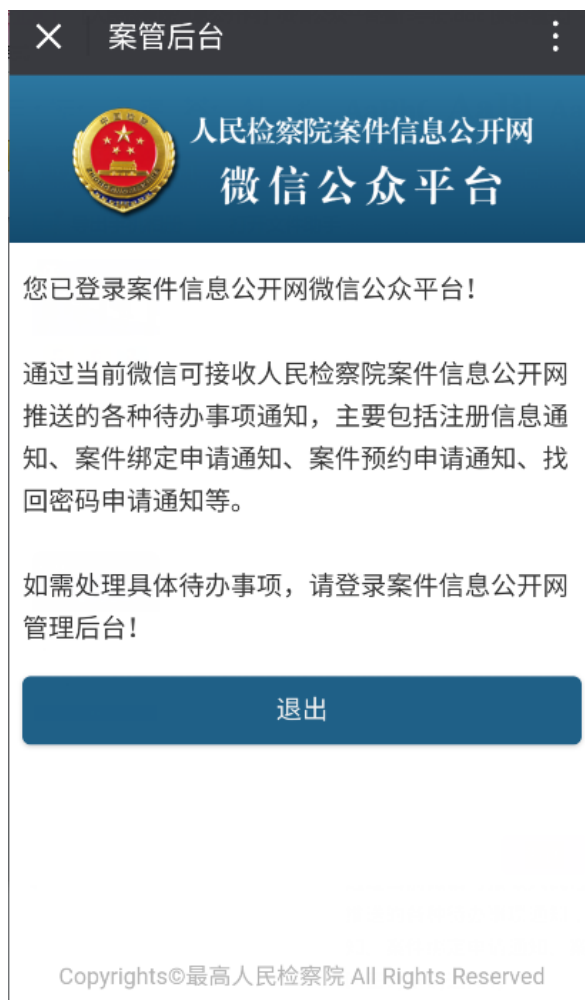 案管后台
人民检察院案件信息公开网
微信公众平台
您已登录案件信息公开网微信公众平台！
通过当前微信可接收人民检察院案件信息公开网
推送的各种待办事项通知，主要包括注册信息通
知、案件绑定申请通知、案件预约申请通知、找
回密码申请通知等。
如需处理具体待办事项，请登录案件信息公开网
管理后台！
退出
Copyrights©最高人民检察院 All Rights Reserved